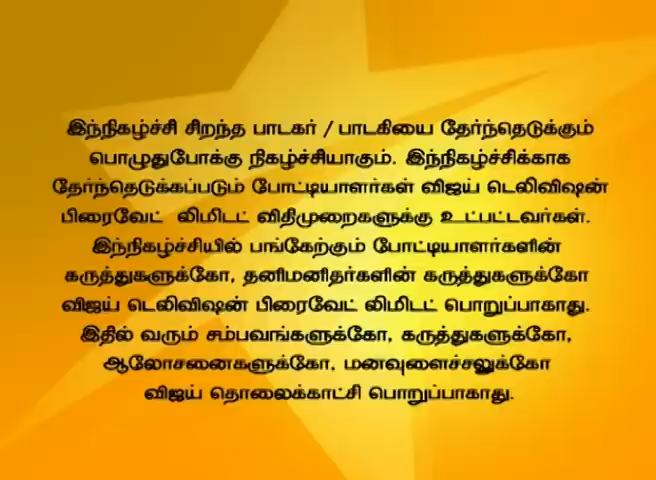 இந்நிகழ்ச்சி சிறந்த பாடகர் / பாடகியை தேர்ந்தெடுக்கும்
பொழுதுபோக்கு நிகழ்ச்சியாகும். இந்நிகழ்ச்சிக்காக
தேர்ந்தெடுக்கப்படும் போட்டியாளர்கள் விஜய் டெலிவிஷன்
பிரைவேட் லிமிடட் விதிமுறைகளுக்கு உட்பட்டவர்கள்.
இந்நிகழ்ச்சியில் பங்கேற்கும் போட்டியாளர்களின்
கருத்துகளுக்கோ, தனிமனிதர்களின் கருத்துகளுக்கோ
விஜய் டெலிவிஷன் பிரைவேட் லிமிடட் பொறுப்பாகாது.
இதில் வரும் சம்பவங்களுக்கோ, கருத்துகளுக்கோ,
ஆலோசனைகளுக்கோ, மனவுளைச்சலுக்கோ
விஜய் தொலைக்காட்சி பொறுப்பாகாது.